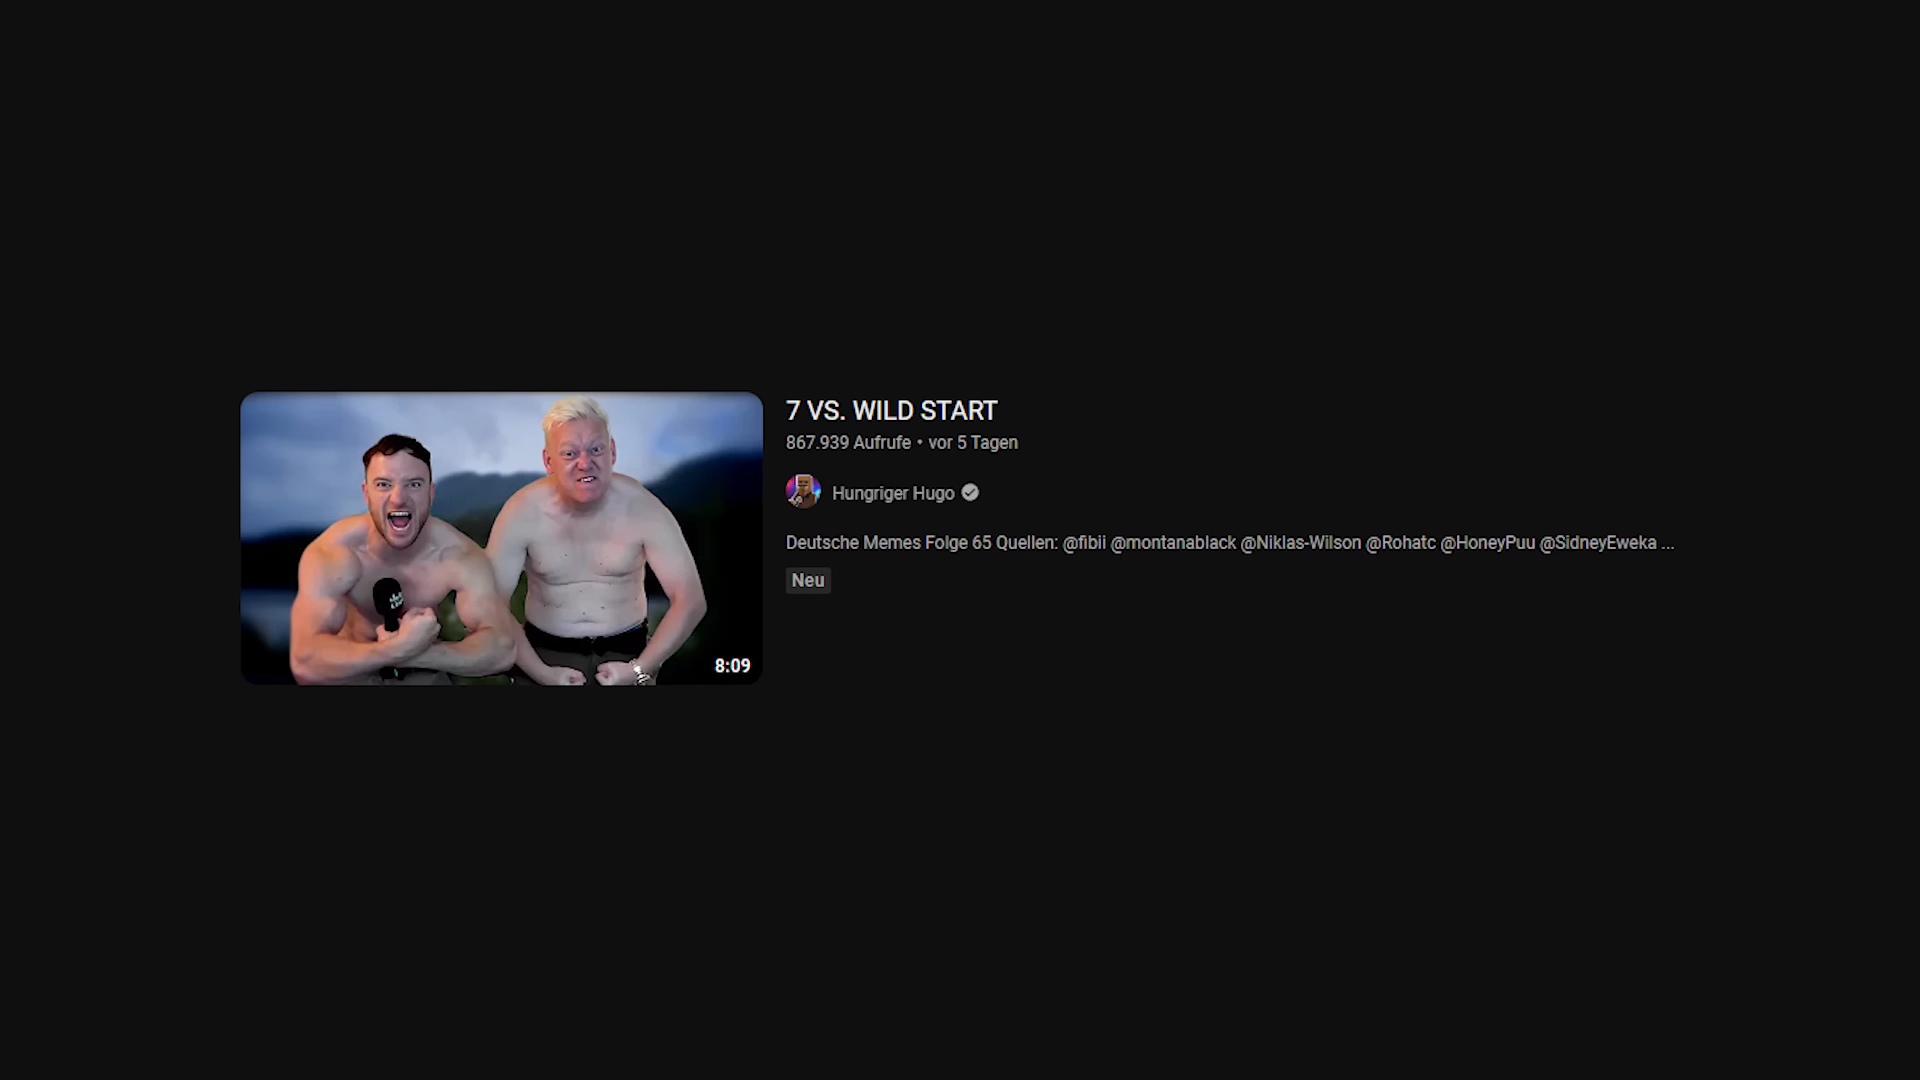 7 VS. WILD START
867.939 Aufrufe • vor 5 Tagen
Hungriger Hugo
Deutsche Memes Folge 65 Quellen: @fibii @montanablack @Niklas-Wilson @Rohatc @HoneyPuu @SidneyEweka ...
Neu
8:09